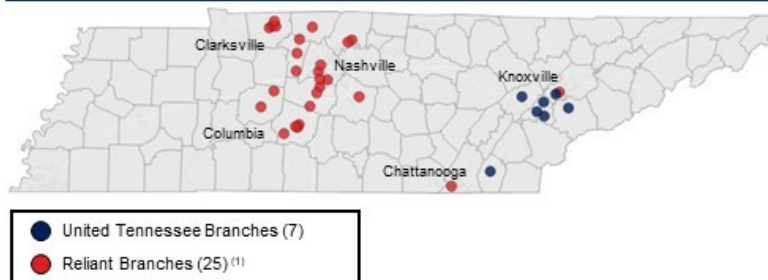 Clarksville
Nashville
Knoxville
Columbia
Chattanooga
United Tennessee Branches (7)
Reliant Branches (25) (1)